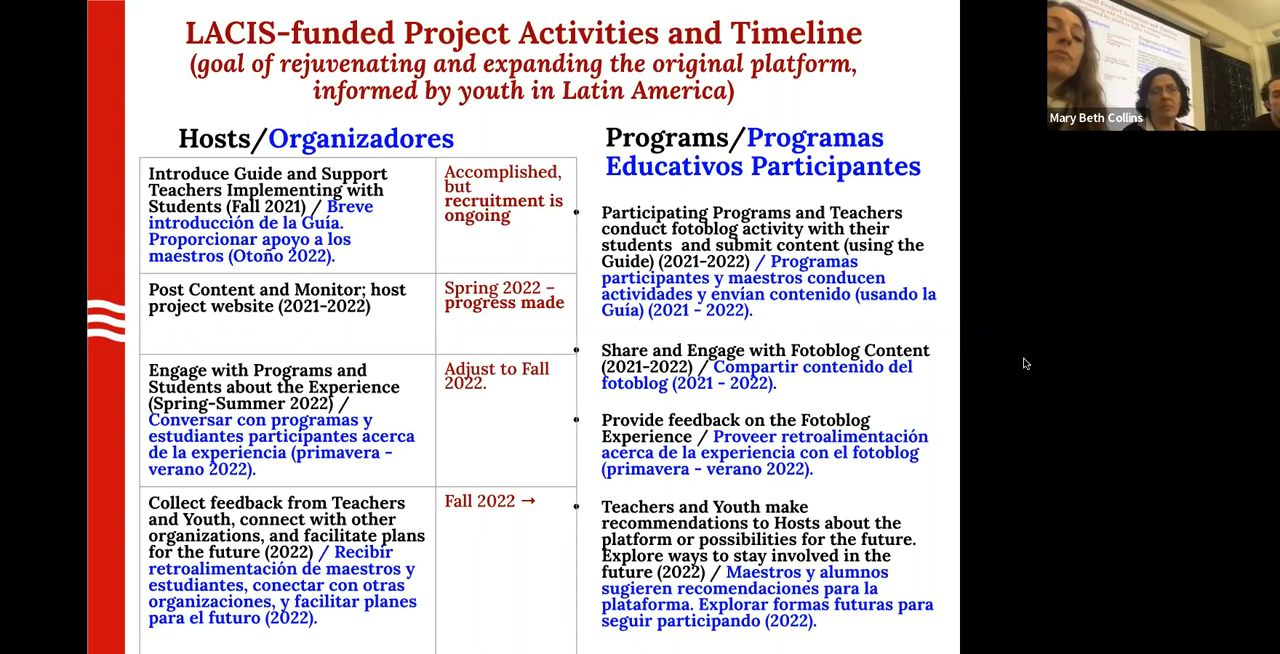 LACIS-funded Project Activities and Timeline
(goal of rejuvenating and expanding the original platform,
informed by youth in Latin America)
Hosts/Organizadores
Introduce Guide and Support
Teachers Implementing with
Students (Fall 2021) / Breve
introducción de la Guía.
Proporcionar apoyo a los
maestros (Otoño 2022).
Accomplished,
but
recruitment is
ongoing
Post Content and Monitor; host
project website (2021-2022)
Spring 2022 –
progress made
Engage with Programs and
Students about the Experience
(Spring-Summer 2022) /
Conversar con programas y
estudiantes participantes acerca
de la experiencia (primavera -
verano 2022).
Adjust to Fall
2022.
Collect feedback from Teachers
and Youth, connect with other
organizations, and facilitate plans
for the future (2022) / Recibir
retroalimentación de maestros y
estudiantes, conectar con otras
organizaciones, y facilitar planes
para el futuro (2022).
Fall 2022 →
Programs/Programas
Educativos Participantes
• Participating Programs and Teachers
conduct fotoblog activity with their
students and submit content (using the
Guide) (2021-2022) / Programas
participantes y maestros conducen
actividades y envían contenido (usando la
Guía) (2021 - 2022).
• Share and Engage with Fotoblog Content
(2021-2022) / Compartir contenido del
fotoblog (2021 - 2022).
• Provide feedback on the Fotoblog
Experience / Proveer retroalimentación
acerca de la experiencia con el fotoblog
(primavera - verano 2022).
• Teachers and Youth make
recommendations to Hosts about the
platform or possibilities for the future.
Explore ways to stay involved in the
future (2022) / Maestros y alumnos
sugieren recomendaciones para la
plataforma. Explorar formas futuras para
seguir participando (2022).
Mary Beth Collins